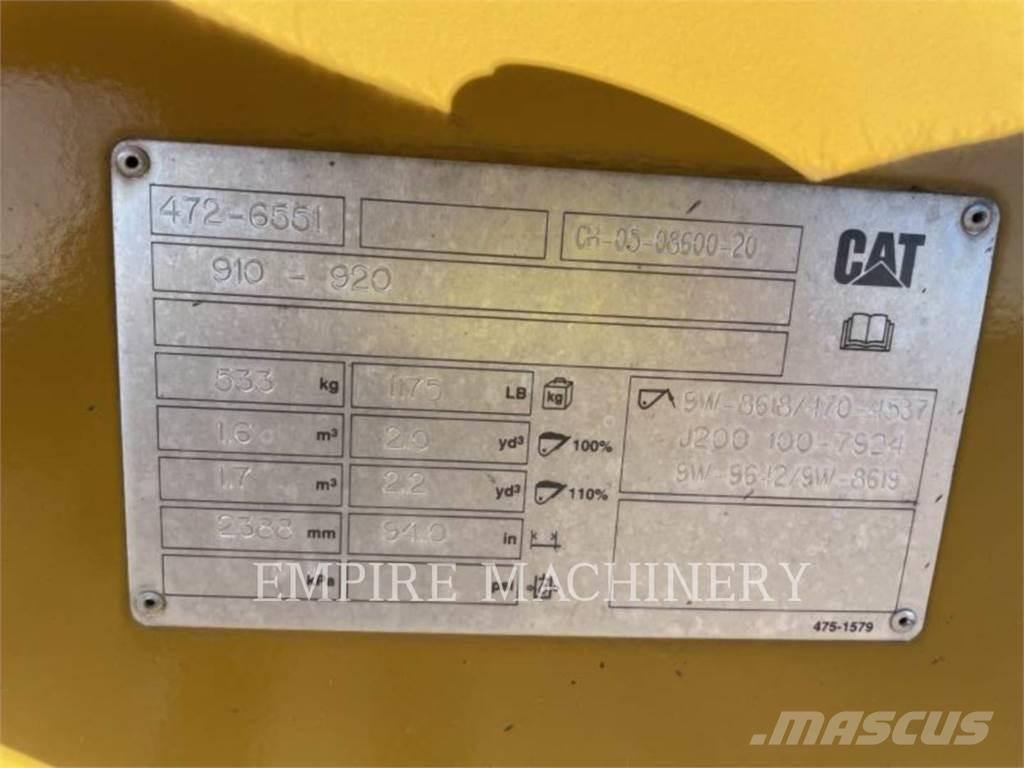 472-6551 CH-05-08600-20
CAT
910 - 920
533 kg 1175 LB kg
9W-8618/470-4537
1.6 m³ 2.0 yd³ 100%
J200 100-7924
1.7 m³ 2.2 yd³ 110%
9W-9642/9W-8619
2388 mm 94.0 in
kPa psi
EMPIRE MACHINERY
475-1579
MASCUS